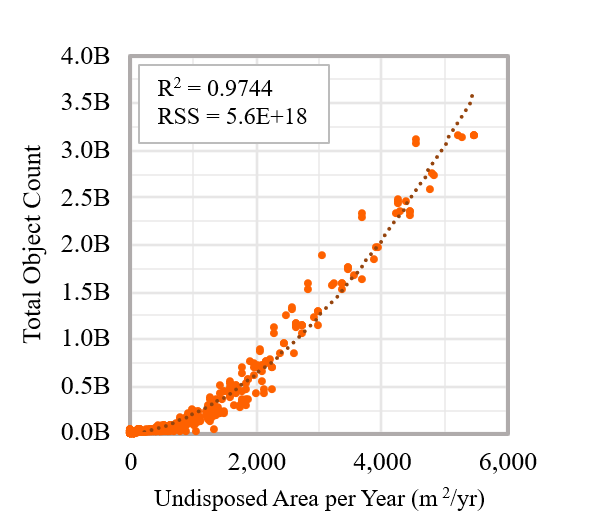 4.0B
3.5B
3.0B
2.5B
2.0B
1.5B
1.0B
0.5B
0.0B
R² = 0.9744
RSS = 5.6E+18
Total Object Count
0
2,000
4,000
6,000
Undisposed Area per Year (m²/yr)